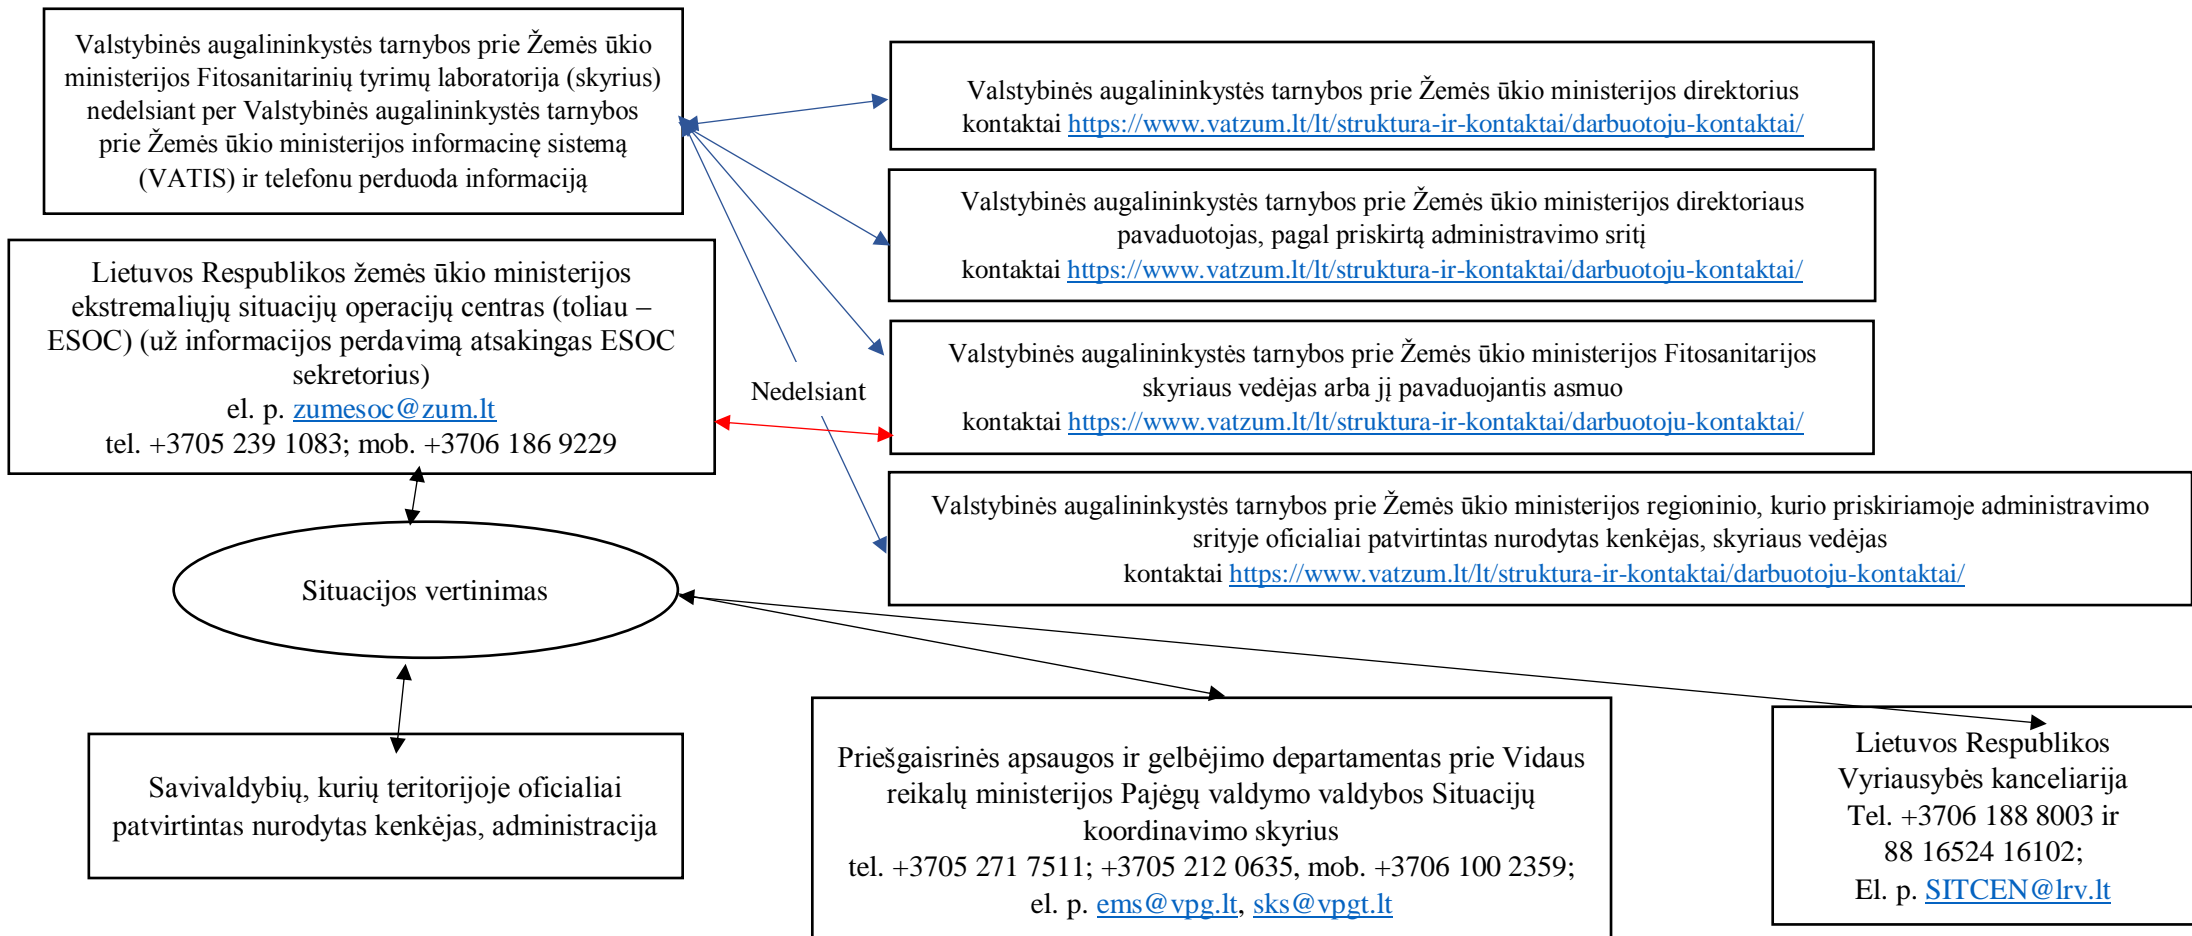 Valstybinės augalininkystės tarnybos prie Žemės ūkio
ministerijos Fitosanitarinių tyrimų laboratorija (skyrius)
nedelsiant per Valstybinės augalininkystės tarnybos
prie Žemės ūkio ministerijos informacinę sistemą
(VATIS) ir telefonu perduoda informaciją
Valstybinės augalininkystės tarnybos prie Žemės ūkio ministerijos direktorius
kontaktai https://www.vatzum.lt/lt/struktura-ir-kontaktai/darbuotoju-kontaktai/
Valstybinės augalininkystės tarnybos prie Žemės ūkio ministerijos direktoriaus
pavaduotojas, pagal priskirtą administravimo sritį
kontaktai https://www.vatzum.lt/lt/struktura-ir-kontaktai/darbuotoju-kontaktai/
Lietuvos Respublikos žemės ūkio ministerijos
ekstremaliųjų situacijų operacijų centras (toliau –
ESOC) (už informacijos perdavimą atsakingas ESOC
sekretorius)
el. p. zumesoc@zum.lt
tel. +3705 239 1083; mob. +3706 186 9229
Nedelsiant
Valstybinės augalininkystės tarnybos prie Žemės ūkio ministerijos Fitosanitarijos
skyriaus vedėjas arba jį pavaduojantis asmuo
kontaktai https://www.vatzum.lt/lt/struktura-ir-kontaktai/darbuotoju-kontaktai/
Valstybinės augalininkystės tarnybos prie Žemės ūkio ministerijos regioninio, kurio priskiriamoje administravimo
srityje oficialiai patvirtintas nurodytas kenkėjas, skyriaus vedėjas
kontaktai https://www.vatzum.lt/lt/struktura-ir-kontaktai/darbuotoju-kontaktai/
Situacijos vertinimas
Savivaldybių, kurių teritorijoje oficialiai
patvirtintas nurodytas kenkėjas, administracija
Priešgaisrinės apsaugos ir gelbėjimo departamentas prie Vidaus
reikalų ministerijos Pajėgų valdymo valdybos Situacijų
koordinavimo skyrius
tel. +3705 271 7511; +3705 212 0635, mob. +3706 100 2359;
el. p. ems@vpg.lt, sks@vpgt.lt
Lietuvos Respublikos
Vyriausybės kanceliarija
Tel. +3706 188 8003 ir
88 16524 16102;
El. p. SITCEN@lrv.lt